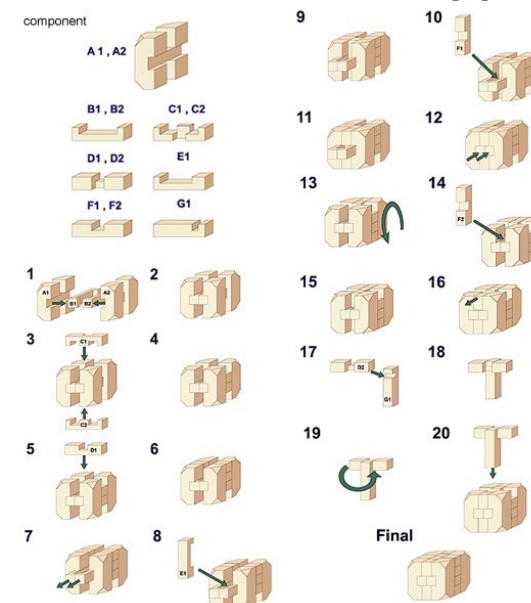 component
A 1 , A2
B1 , B2
C1 , C2
D1 , D2
E1
F1 , F2
G1
1
A1
B1
B2
A2
2
3
C1
C2
4
5
D1
6
7
8
E1
9
10
F1
11
12
13
14
F2
15
16
17
D2
G1
18
19
20
Final